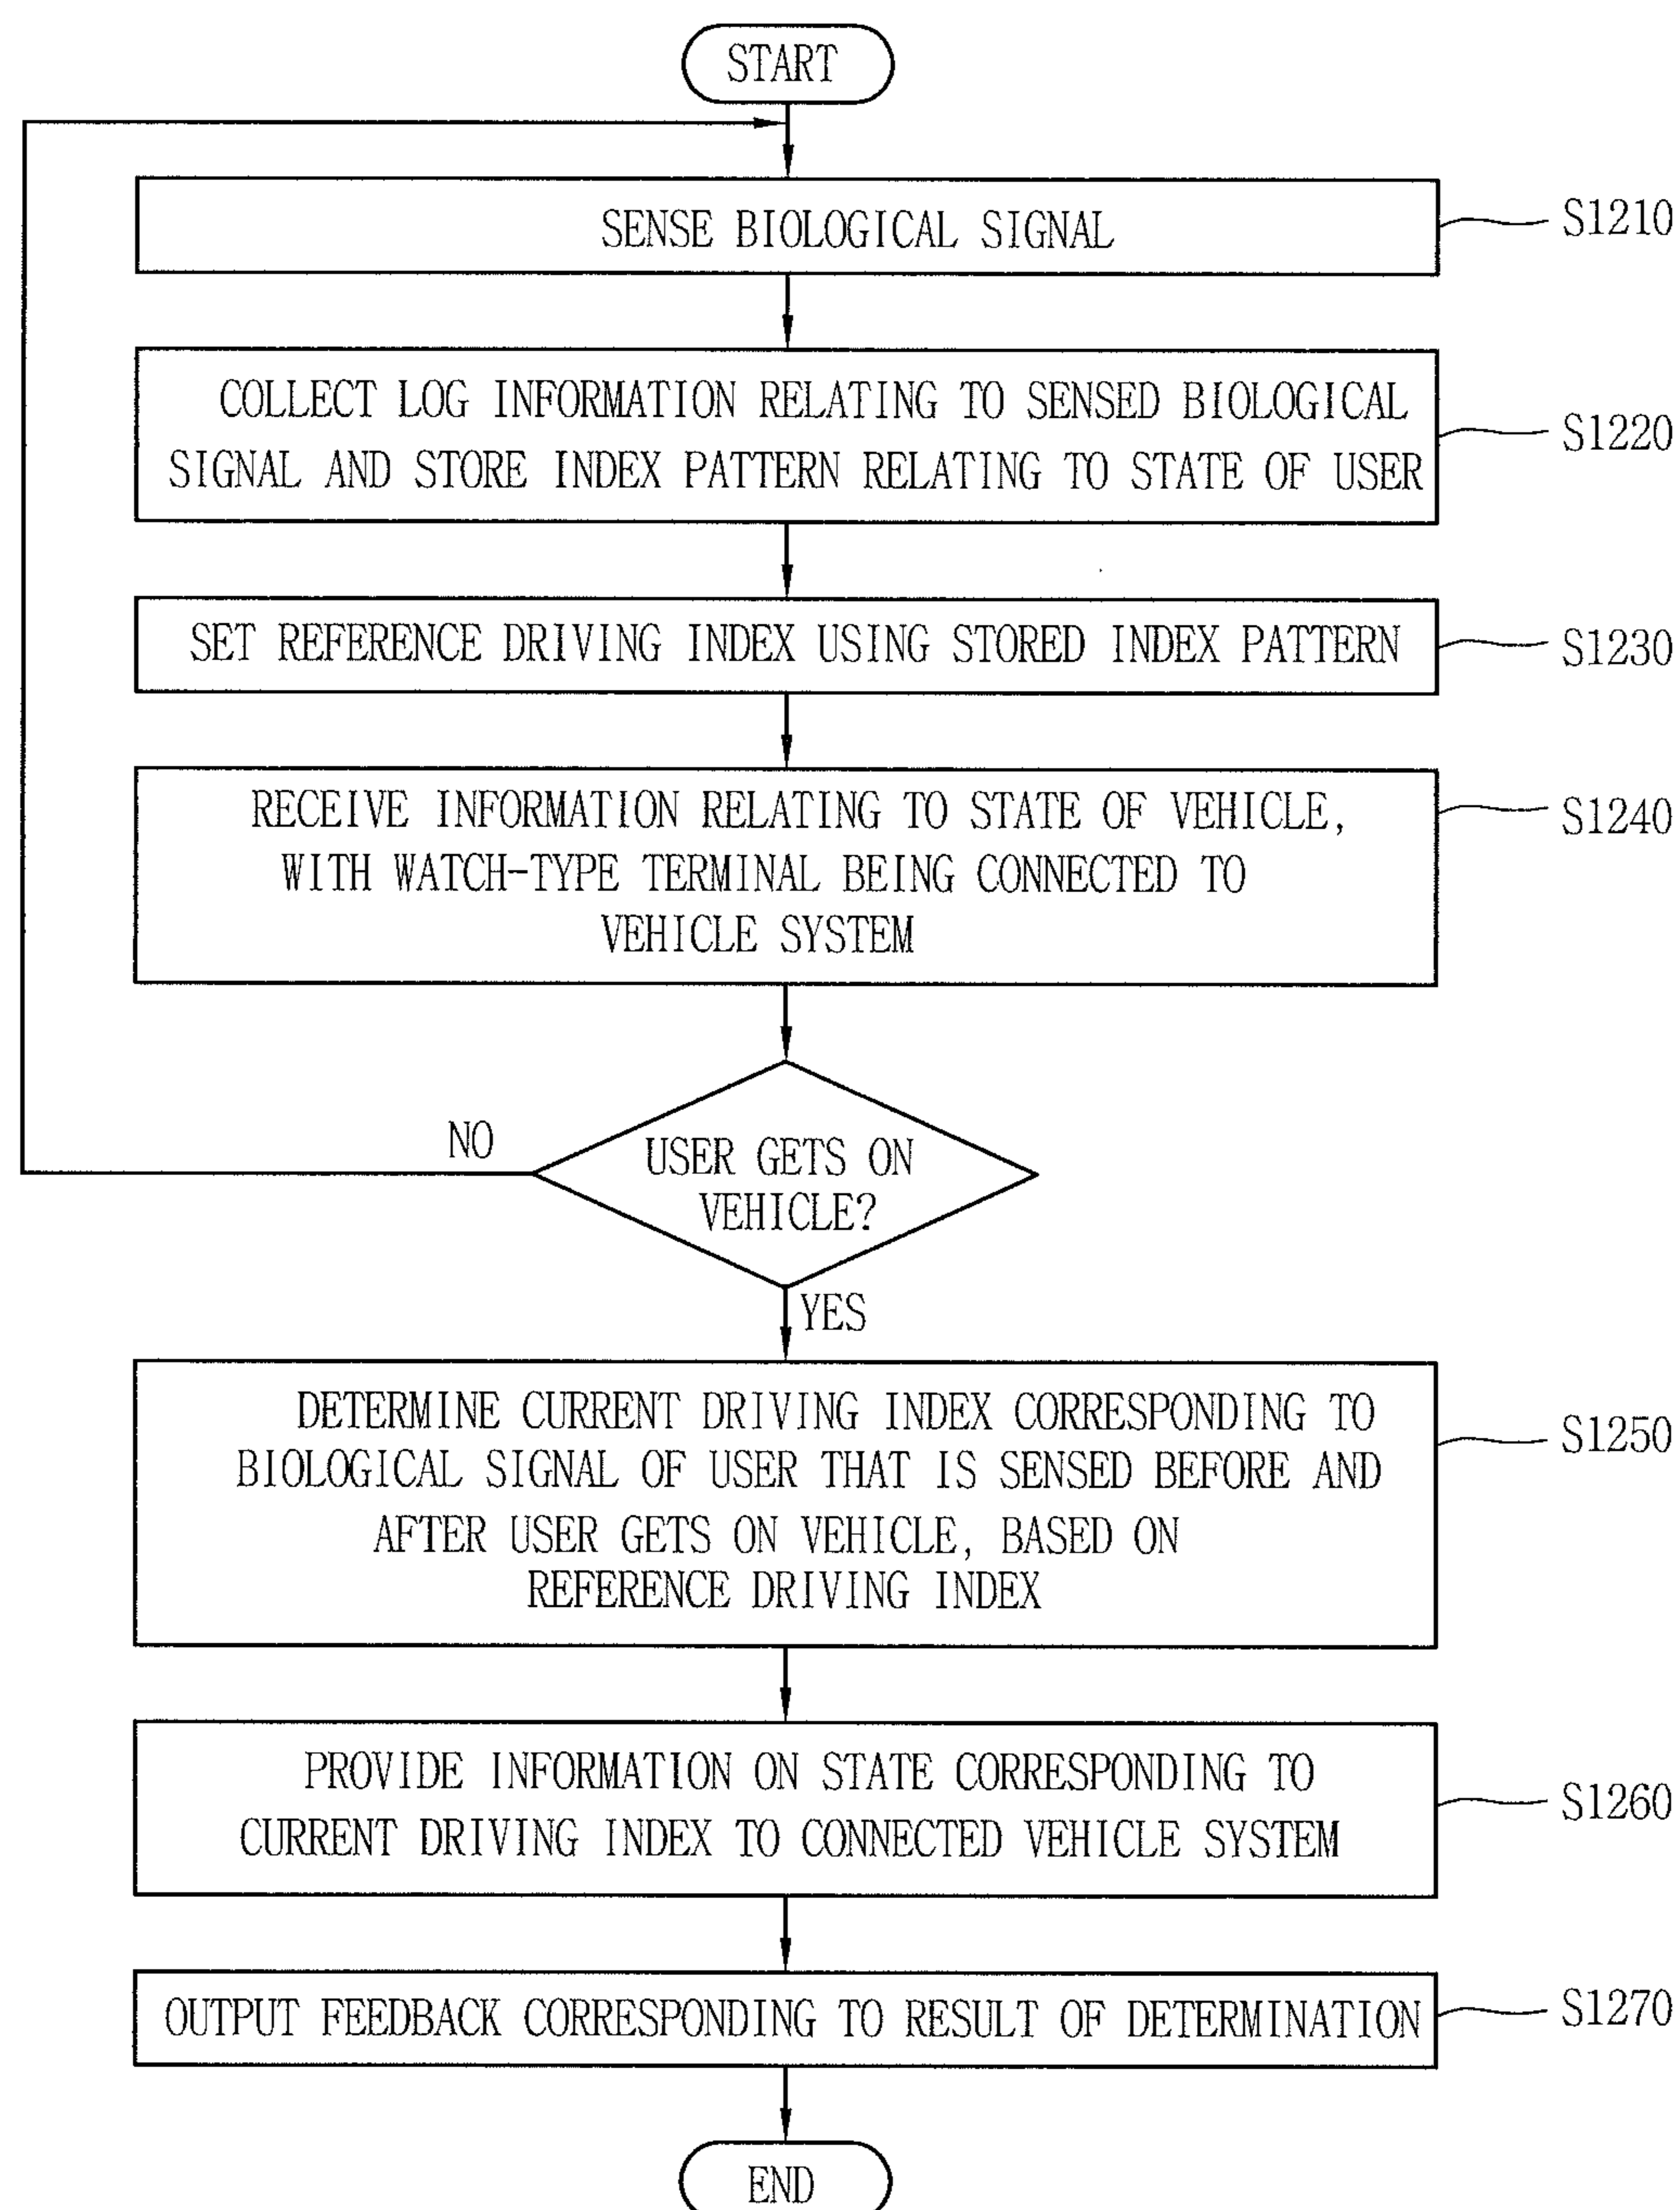 START
SENSE BIOLOGICAL SIGNAL
S1210
COLLECT LOG INFORMATION RELATING TO SENSED BIOLOGICAL
SIGNAL AND STORE INDEX PATTERN RELATING TO STATE OF USER
S1220
SET REFERENCE DRIVING INDEX USING STORED INDEX PATTERN
S1230
RECEIVE INFORMATION RELATING TO STATE OF VEHICLE,
WITH WATCH-TYPE TERMINAL BEING CONNECTED TO
VEHICLE SYSTEM
S1240
NO
USER GETS ON
VEHICLE?
YES
DETERMINE CURRENT DRIVING INDEX CORRESPONDING TO
BIOLOGICAL SIGNAL OF USER THAT IS SENSED BEFORE AND
AFTER USER GETS ON VEHICLE, BASED ON
REFERENCE DRIVING INDEX
S1250
PROVIDE INFORMATION ON STATE CORRESPONDING TO
CURRENT DRIVING INDEX TO CONNECTED VEHICLE SYSTEM
S1260
OUTPUT FEEDBACK CORRESPONDING TO RESULT OF DETERMINATION
S1270
END